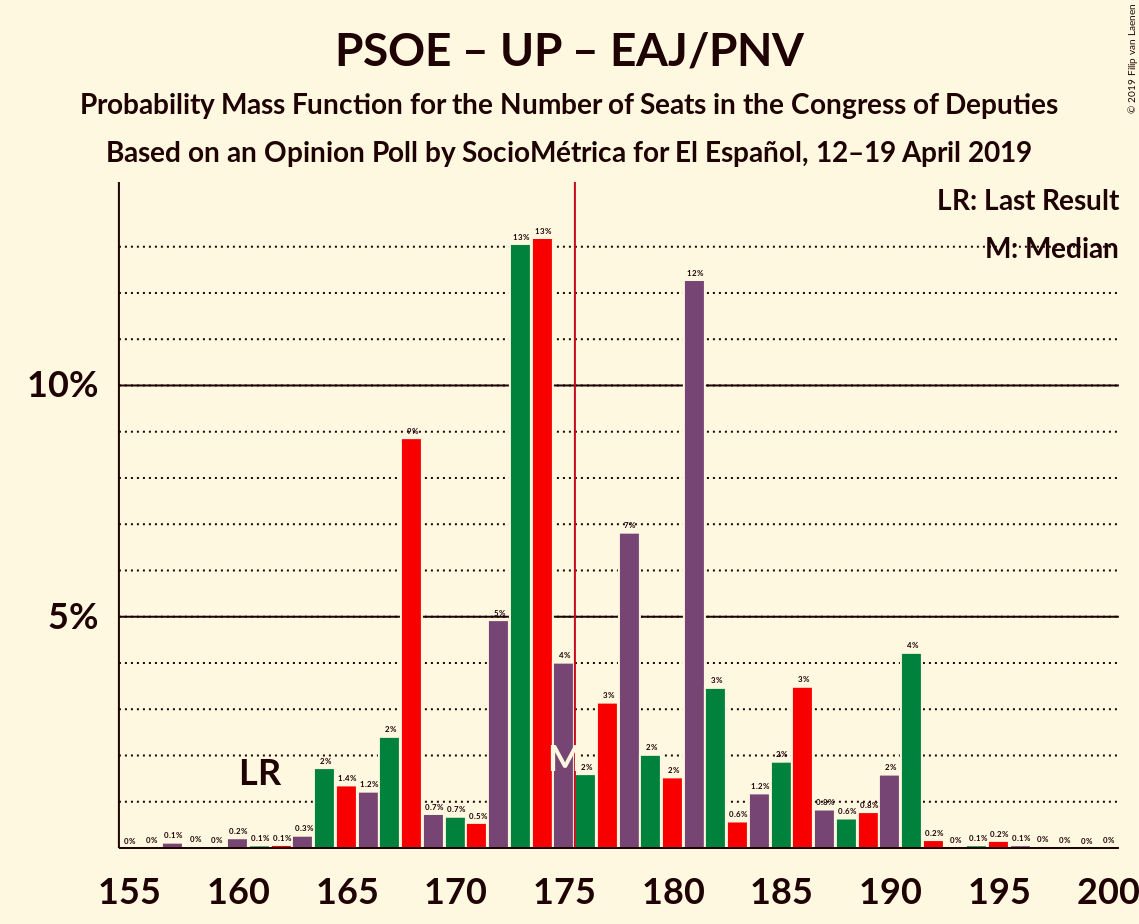 PSOE – UP – EAJ/PNV
Probability Mass Function for the Number of Seats in the Congress of Deputies
Based on an Opinion Poll by SocioMétrica for El Español, 12–19 April 2019
© 2019 Filip van Laenen
LR: Last Result
M: Median
10%
5%
0% 0% 0.1% 0% 0% 0.2% 0.1% 0.1% 0.3% 2% 1.4% 1.2% 2% 9% 0.7% 0.7% 0.5% 5% 13% 13% 4% 2% 3% 7% 2% 2% 12% 3% 0.6% 1.2% 2% 3% 0.8% 0.6% 0.8% 2% 4% 0.2% 0% 0.1% 0.2% 0.1% 0% 0% 0% 0%
LR
M
155 160 165 170 175 180 185 190 195 200